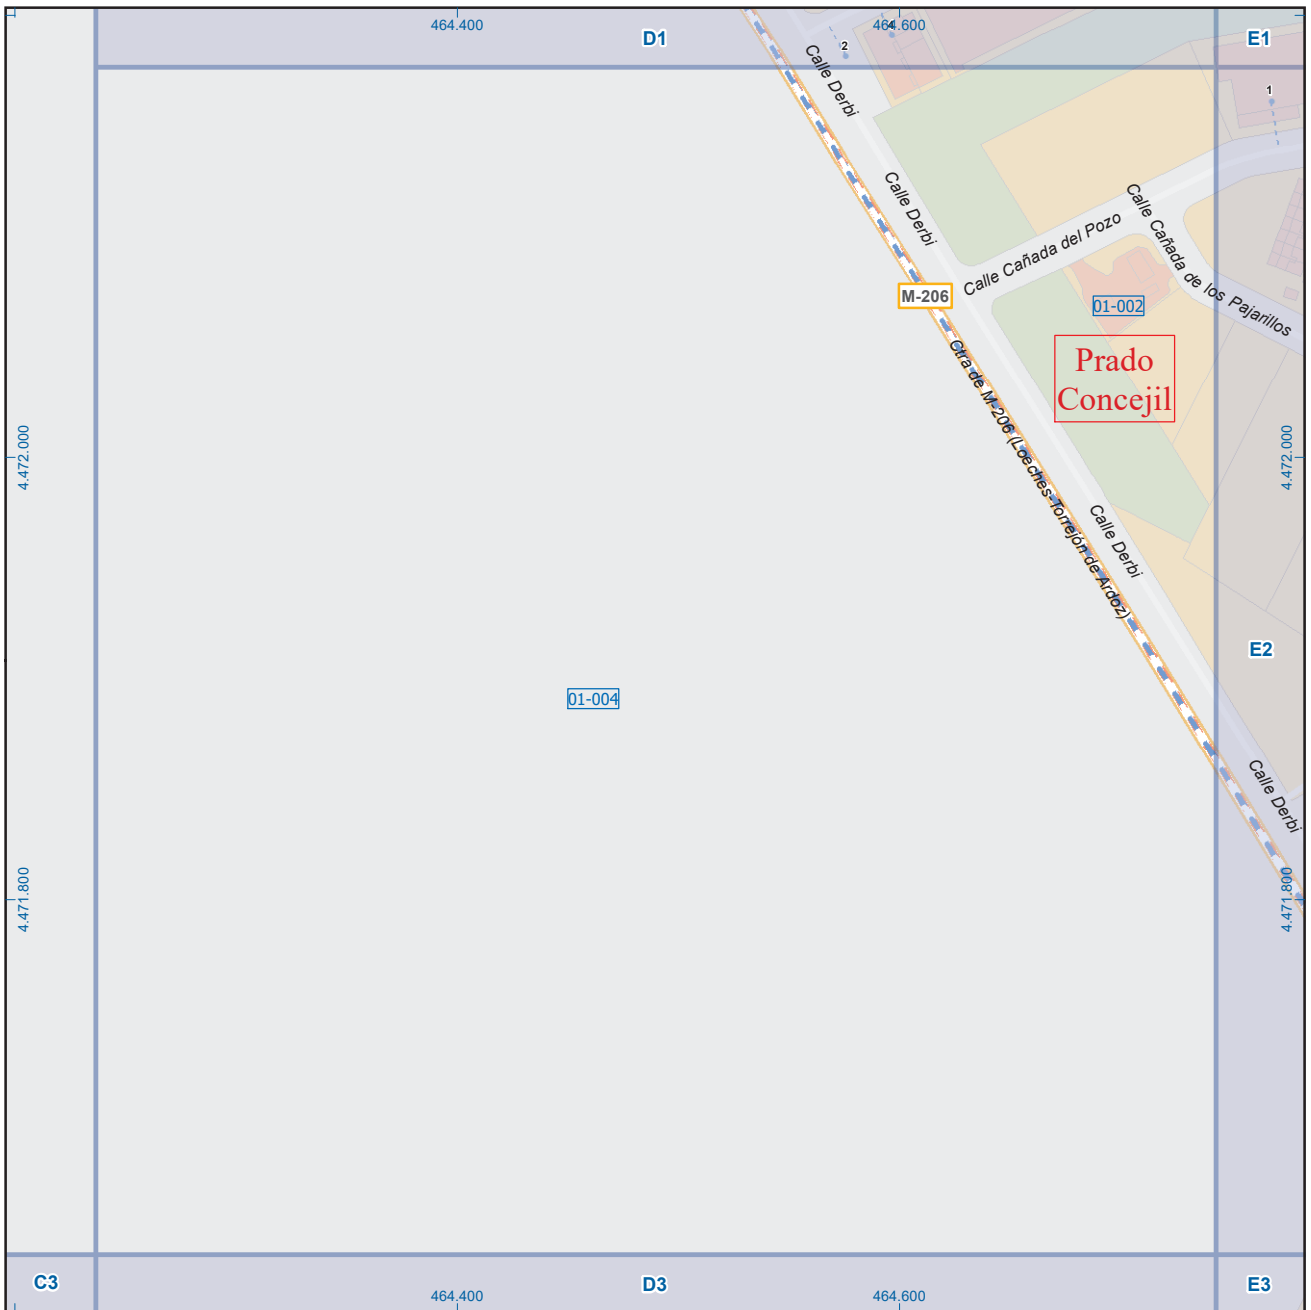 464.400
464.600
D1
E1
4
2
1
Calle Derbi
Calle Derbi
Calle Cañada del Pozo
Calle Cañada de los Pajarillos
M-206
01-002
Prado
Concejil
Ctra de M-206 (Loeches-Torrejón de Ardoz)
4.472.000
4.472.000
Calle Derbi
E2
01-004
Calle Derbi
4.471.800
4.471.800
C3
D3
E3
464.400
464.600